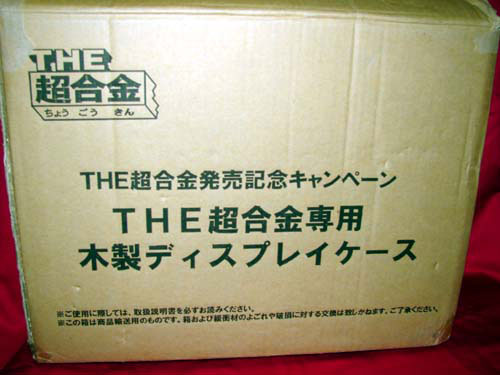 THE
超合金
ちょう ごう きん
THE超合金発売記念キャンペーン
THE超合金専用
木製ディスプレイケース
※ご使用に際しては、取扱説明書を必ずお読みください。
※この箱は商品輸送用のものです。箱および緩衝材のよごれや破損に対する交換は致しかねます、ご了承ください。